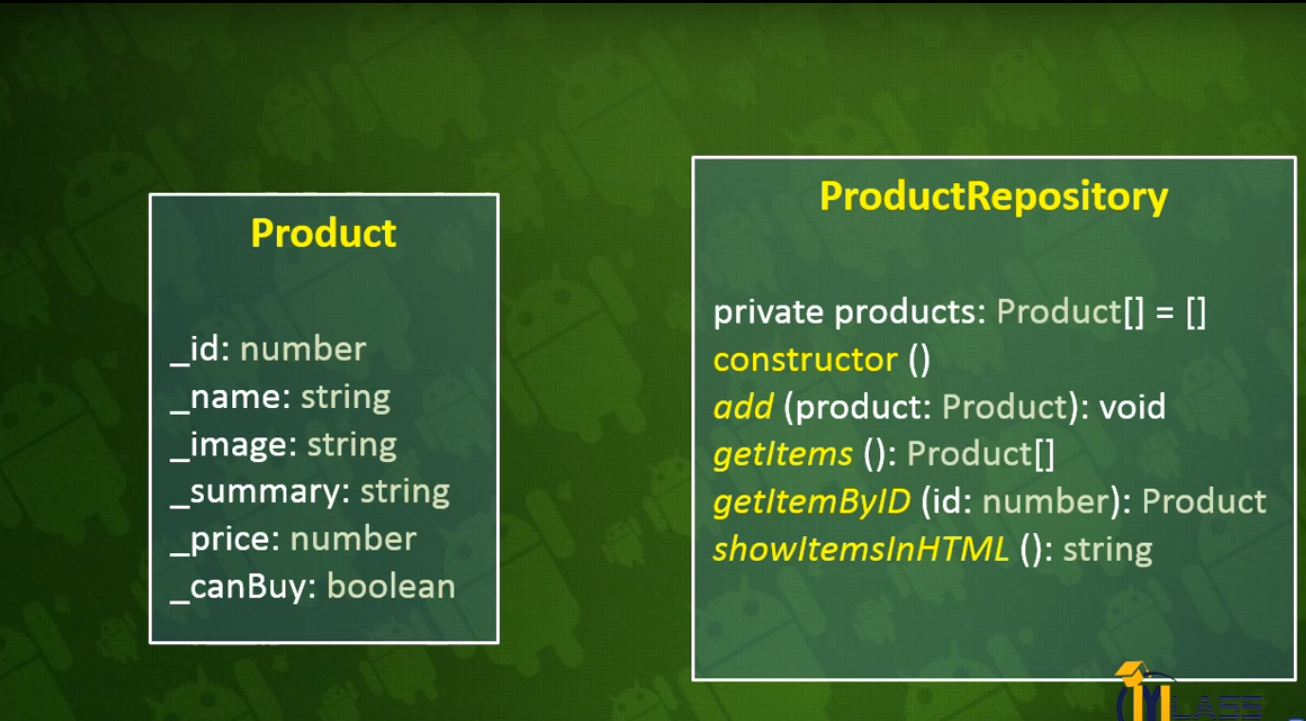 Product
_id: number
_name: string
_image: string
_summary: string
_price: number
_canBuy: boolean
ProductRepository
private products: Product[] = []
constructor ()
add (product: Product): void
getItems (): Product[]
getItemByID (id: number): Product
showItemsInHTML (): string